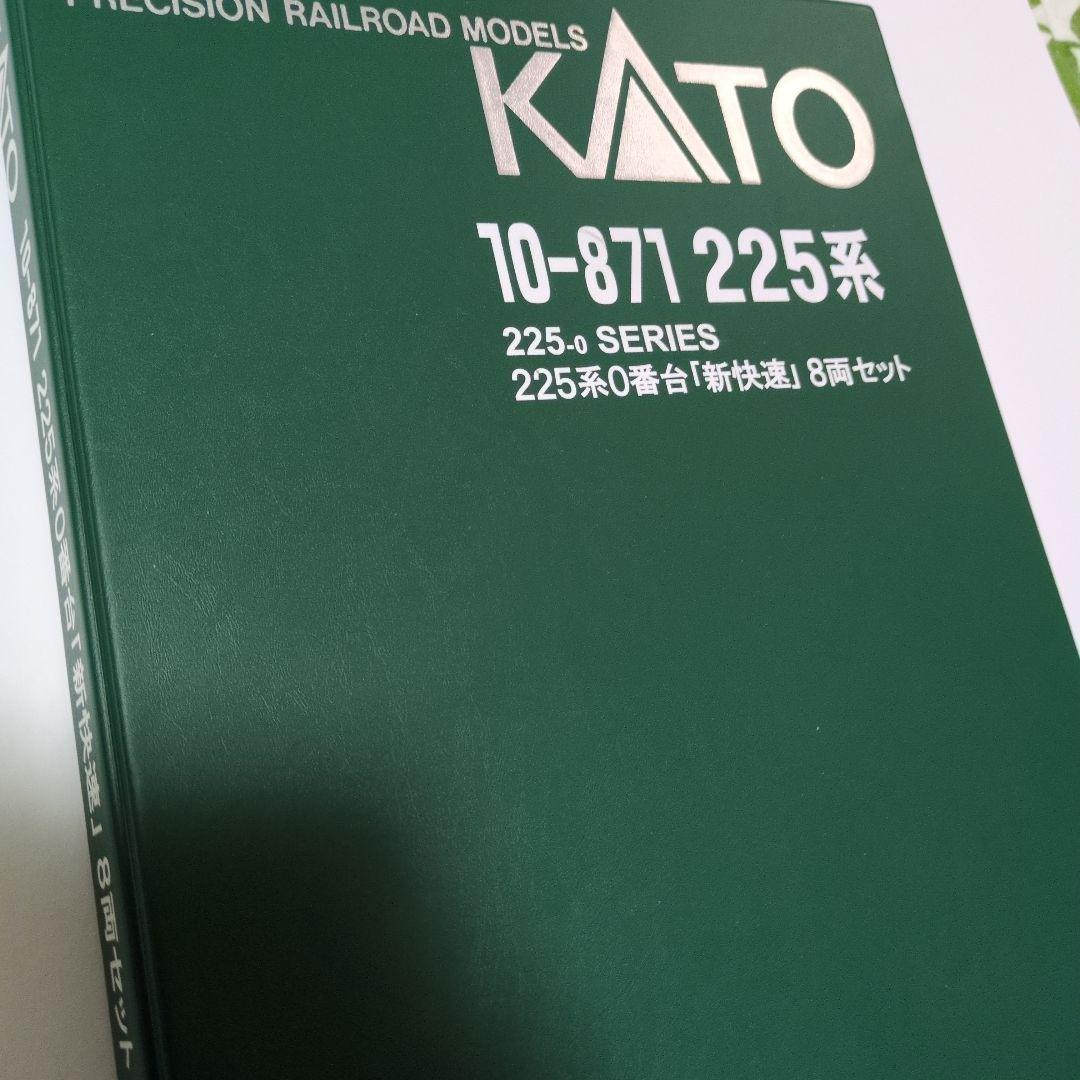 PRECISION RAILROAD MODELS
KATO
10-871 225系
225-0 SERIES
225系0番台「新快速」 8両セット
KATO 10-871 225系0番台「新快速」 8両セット